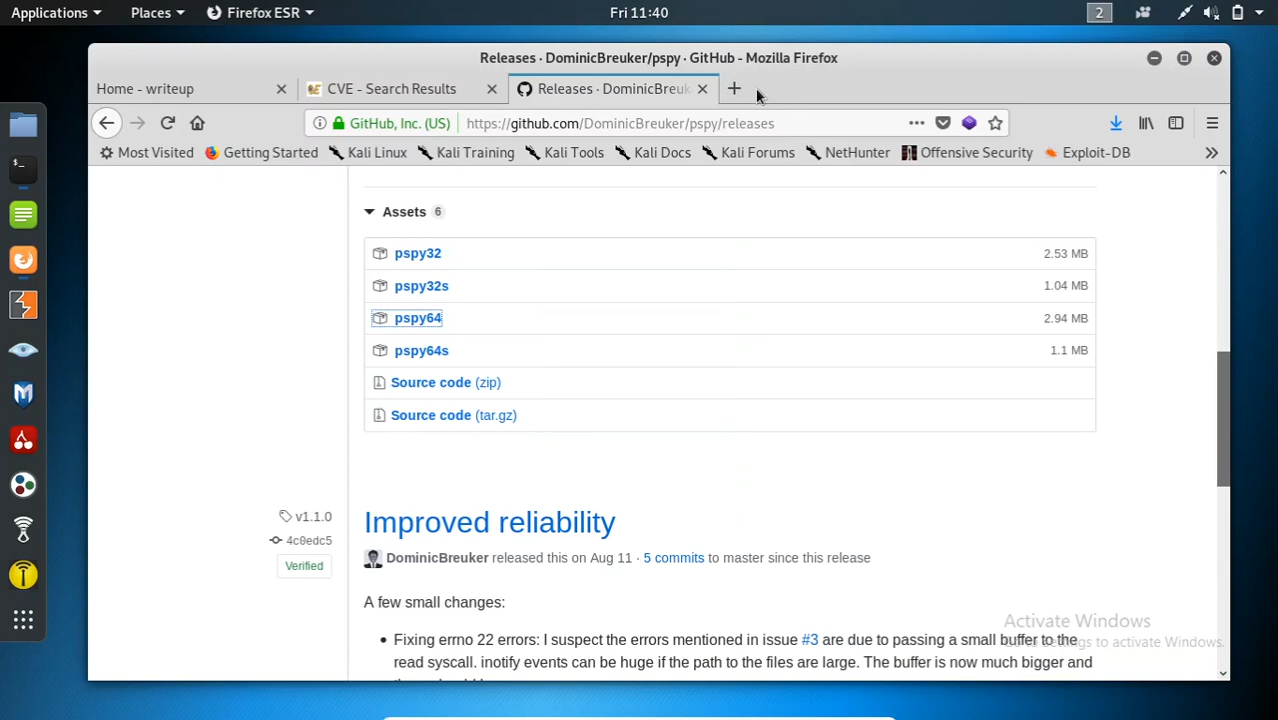 Applications Places Firefox ESR Fri 11:40 2
Releases · DominicBreuker/pspy · GitHub - Mozilla Firefox
Home - writeup CVE - Search Results Releases · DominicBreuk
GitHub, Inc. (US) https://github.com/DominicBreuker/pspy/releases
Most Visited Getting Started Kali Linux Kali Training Kali Tools Kali Docs Kali Forums NetHunter Offensive Security Exploit-DB
Assets 6
pspy32 2.53 MB
pspy32s 1.04 MB
pspy64 2.94 MB
pspy64s 1.1 MB
Source code (zip)
Source code (tar.gz)
v1.1.0
4c0edc5
Verified
Improved reliability
DominicBreuker released this on Aug 11 · 5 commits to master since this release
A few small changes:
Fixing errno 22 errors: I suspect the errors mentioned in issue #3 are due to passing a small buffer to the
read syscall. inotify events can be huge if the path to the files are large. The buffer is now much bigger and
Activate Windows
to activate Windows.